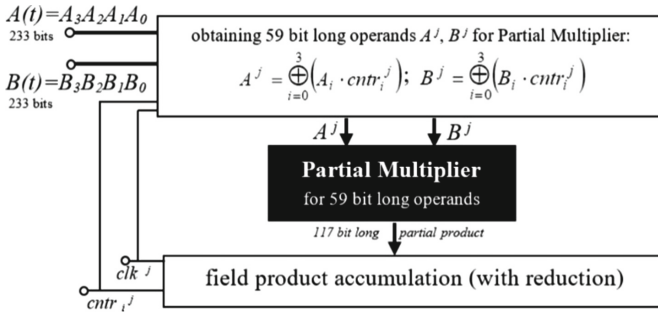 A(t)=A₃A₂A₁A₀
233 bits
B(t)=B₃B₂B₁B₀
233 bits
obtaining 59 bit long operands Aʲ, Bʲ for Partial Multiplier:
Aʲ = ⊕³ᵢ₌₀(Aᵢ · cntrᵢʲ); Bʲ = ⊕³ᵢ₌₀(Bᵢ · cntrᵢʲ)
Aʲ Bʲ
Partial Multiplier
for 59 bit long operands
117 bit long partial product
clk ʲ
field product accumulation (with reduction)
cntr ᵢʲ